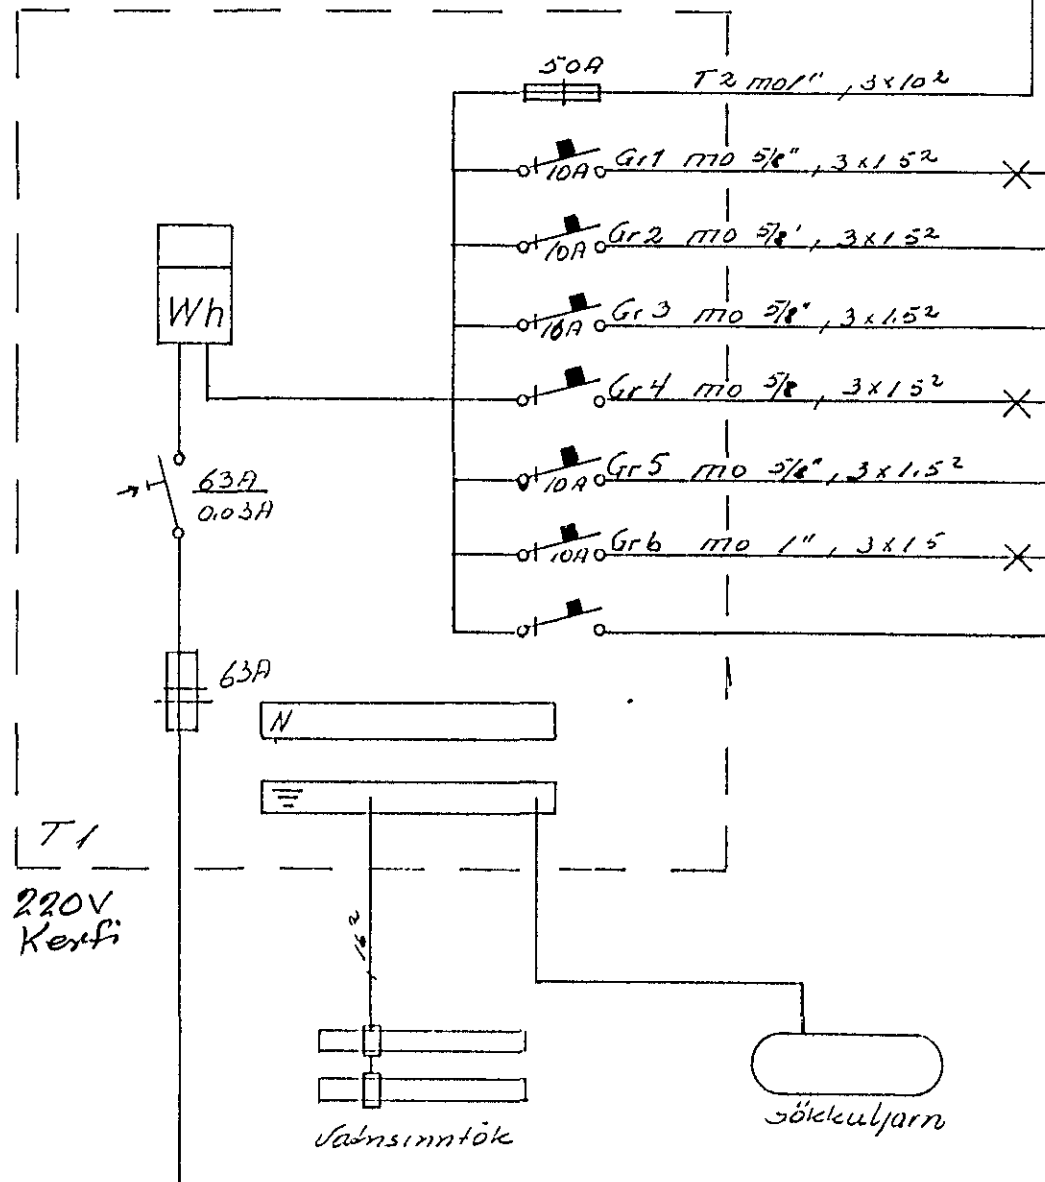 50A
T2 mo 1", 3x10²
Gr1 mo 5/8", 3x1.5²
10A
Gr2 mo 5/8', 3x1.5²
10A
Gr3 mo 5/8", 3x1.5²
10A
Wh
Gr4 mo 5/8, 3x1.5²
Gr5 mo 5/8", 3x1.5²
10A
63A
0.03A
Gr6 mo 1", 3x1.5
10A
63A
N
T1
220V
Kerfi
16²
Vatnsinntök
Sökkuljárn